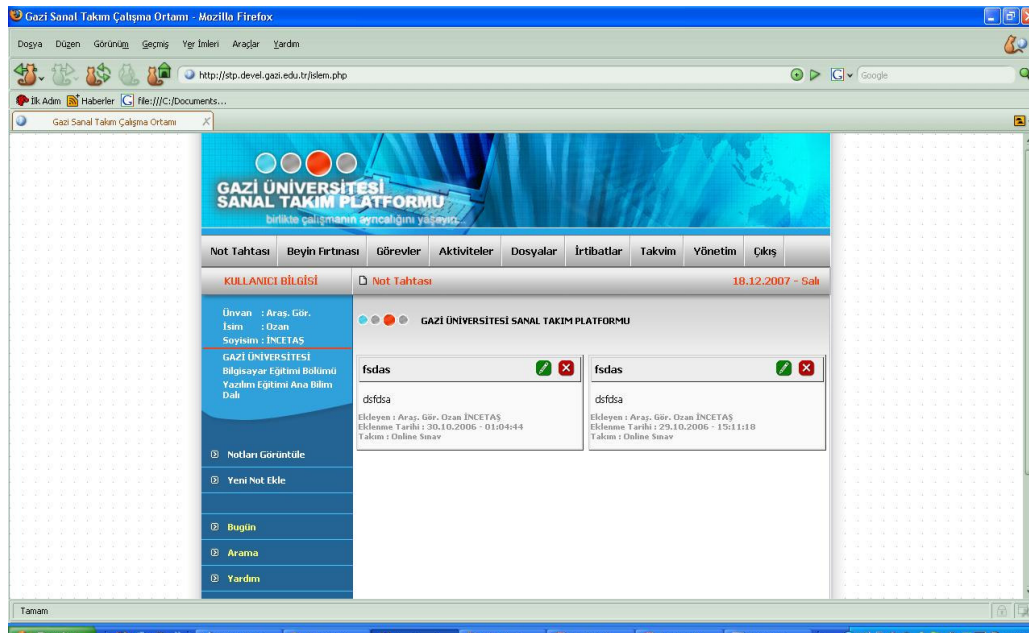 Gazi Sanal Takım Çalışma Ortamı - Mozilla Firefox
Dosya Düzen Görünüm Geçmiş Yer İmleri Araçlar Yardım
http://stp.devel.gazi.edu.tr/islem.php
G Google
İlk Adım Haberler file:///C:/Documents...
Gazi Sanal Takım Çalışma Ortamı
GAZİ ÜNİVERSİTESİ
SANAL TAKIM PLATFORMU
birlikte çalışmanın ayrıcalığını yaşayın...
Not Tahtası Beyin Fırtınası Görevler Aktiviteler Dosyalar İrtibatlar Takvim Yönetim Çıkış
KULLANICI BİLGİSİ Not Tahtası 18.12.2007 - Salı
Ünvan : Araş. Gör.
İsim : Ozan
Soyisim : İNCETAŞ
GAZİ ÜNİVERSİTESİ
Bilgisayar Eğitimi Bölümü
Yazılım Eğitimi Ana Bilim
Dalı
Notları Görüntüle
Yeni Not Ekle
Bugün
Arama
Yardım
GAZİ ÜNİVERSİTESİ SANAL TAKIM PLATFORMU
fsdas
dsfdsa
Ekleyen : Araş. Gör. Ozan İNCETAŞ
Eklenme Tarihi : 30.10.2006 - 01:04:44
Takım : Online Sınav
fsdas
dsfdsa
Ekleyen : Araş. Gör. Ozan İNCETAŞ
Eklenme Tarihi : 29.10.2006 - 15:11:18
Takım : Online Sınav
Tamam